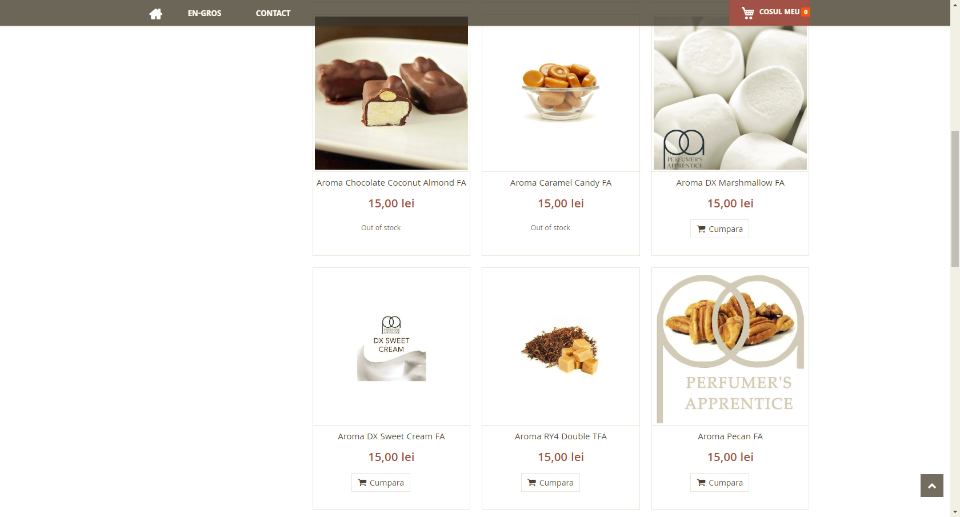 EN-GROS CONTACT COSUL MEU 0
PERFUMER'S
APPRENTICE
Aroma Chocolate Coconut Almond FA Aroma Caramel Candy FA Aroma DX Marshmallow FA
15,00 lei 15,00 lei 15,00 lei
Out of stock Out of stock Cumpara
DX SWEET
CREAM
PERFUMER'S
APPRENTICE
Aroma DX Sweet Cream FA Aroma RY4 Double TFA Aroma Pecan FA
15,00 lei 15,00 lei 15,00 lei
Cumpara Cumpara Cumpara